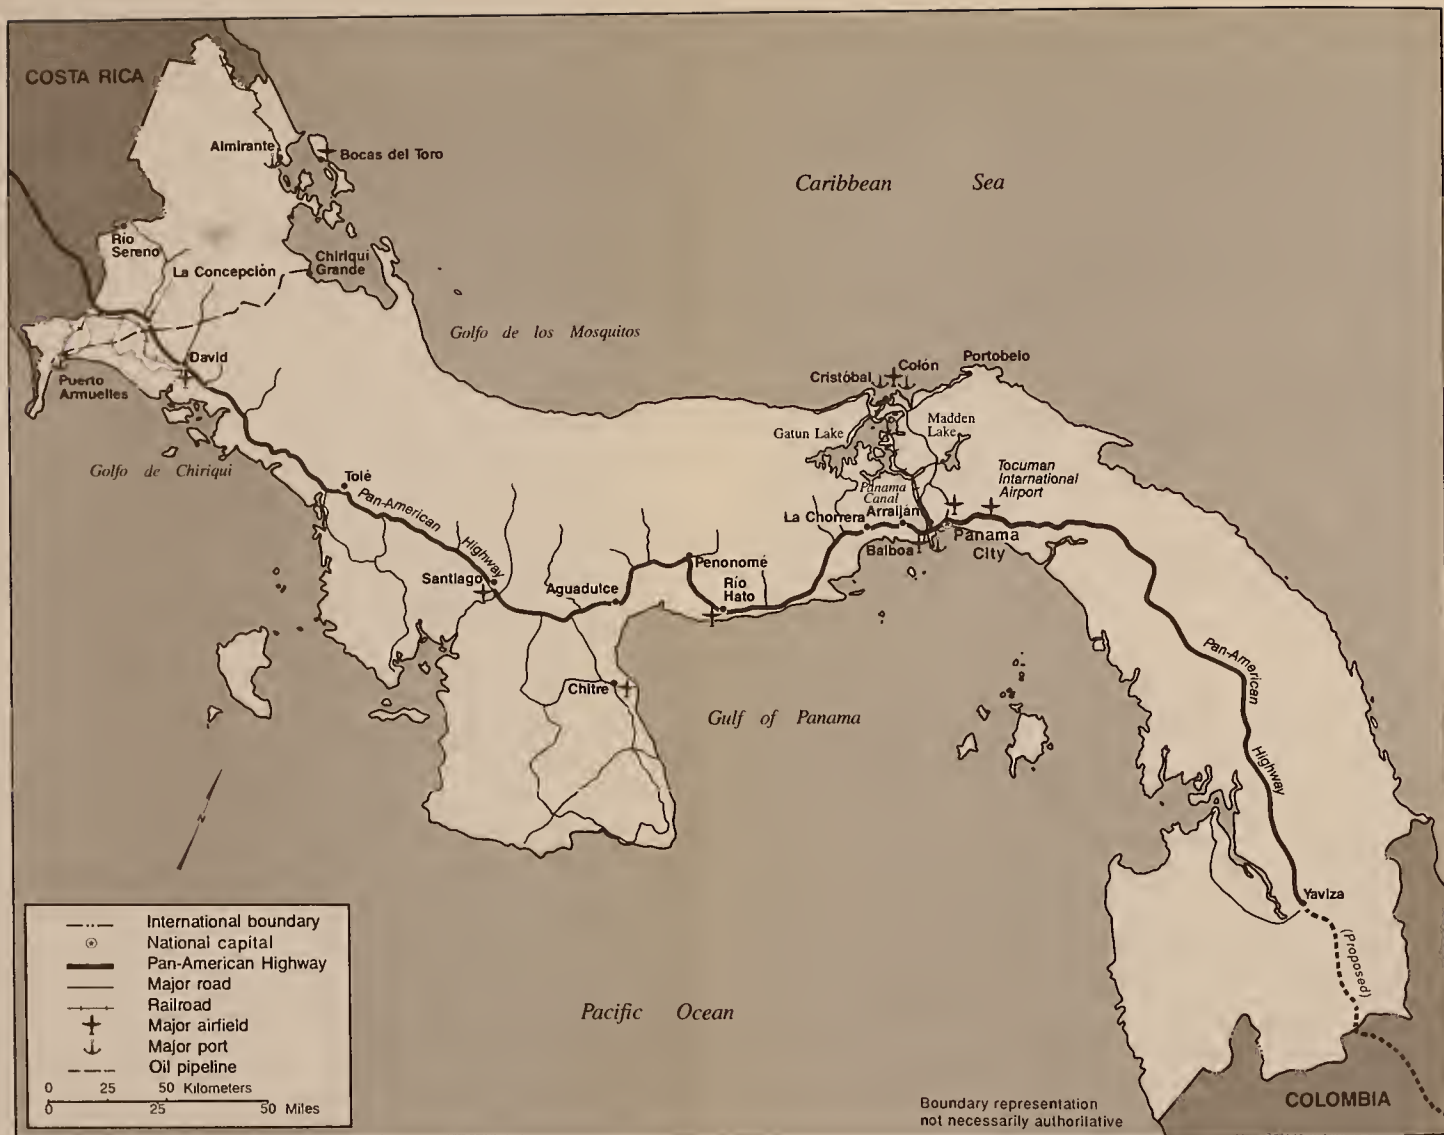 COSTA RICA
Almirante
Bocas del Toro
Caribbean Sea
Río
Sereno
La Concepción
Chiriquí
Grande
Golfo de los Mosquitos
David
Puerto
Armuelles
Golfo de Chiriqui
Portobelo
Colón
Cristóbal
Gatun Lake
Madden
Lake
Tocuman
International
Airport
Panama
Canal
Tolé
Pan-American
Highway
La Chorrera
Arraiján
Balboa
Panama
City
Santiago
Aguadulce
Penonomé
Río
Hato
Chitre
Gulf of Panama
Pan-American
Highway
Yaviza
(Proposed)
N
International boundary
National capital
Pan-American Highway
Major road
Railroad
Major airfield
Major port
Oil pipeline
0 25 50 Kilometers
0 25 50 Miles
Pacific Ocean
Boundary representation
not necessarily authorilative
COLOMBIA